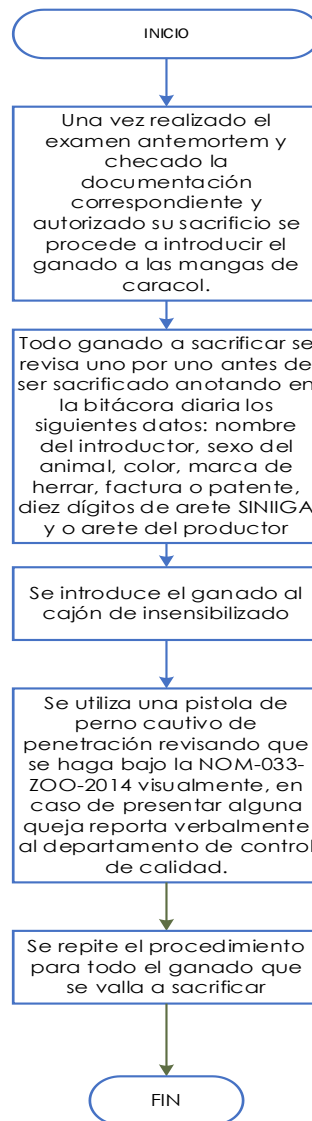 INICIO
Una vez realizado el
examen antemortem y
checado la
documentación
correspondiente y
autorizado su sacrificio se
procede a introducir el
ganado a las mangas de
caracol.
Todo ganado a sacrificar se
revisa uno por uno antes de
ser sacrificado anotando en
la bitácora diaria los
siguientes datos: nombre
del introductor, sexo del
animal, color, marca de
herrar, factura o patente,
diez dígitos de arete SINIIGA
y o arete del productor
Se introduce el ganado al
cajón de insensibilizado
Se utiliza una pistola de
perno cautivo de
penetración revisando que
se haga bajo la NOM-033-
ZOO-2014 visualmente, en
caso de presentar alguna
queja reporta verbalmente
al departamento de control
de calidad.
Se repite el procedimiento
para todo el ganado que
se valla a sacrificar
FIN